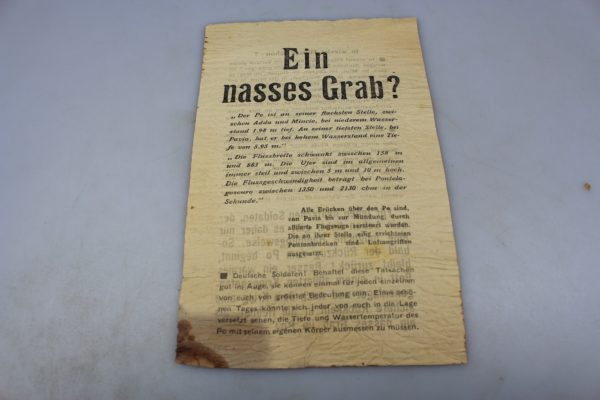 Ein
nasses Grab?
„Der Po ist an seiner flachsten Stelle, zwi-
schen Adda und Mincio, bei niederem Wasser-
stand 1.98 m tief. An seiner tiefsten Stelle, bei
Pavia, hat er bei hohem Wasserstand eine Tie-
fe von 8.95 m."
„Die Flussbreite schwankt zwischen 158 m
und 863 m. Die Ufer sind im allgemeinen
immer steil und zwischen 5 und 10 m hoch.
Die Flussgeschwindigkeit beträgt bei Pontela-
goscuro zwischen 1350 und 2130 cbm in der
Sekunde."
Alle Brücken über den Po sind,
von Pavia bis zur Mündung, durch
alliierte Flugzeuge zerstoert worden.
Die an ihrer Stelle eilig errichteten
Pontonbrücken sind Luftangriffen
ausgesetzt.
Deutsche Soldaten! Behaltet diese Tatsachen
gut im Auge, sie können einmal für jeden einzelnen
von euch von grösster Bedeutung sein. Eines schö-
nen Tages könnte sich jeder von euch in die Lage
versetzt sehen, die Tiefe und Wassertemperatur des
Po mit seinem eigenen Körper ausmessen zu müssen.